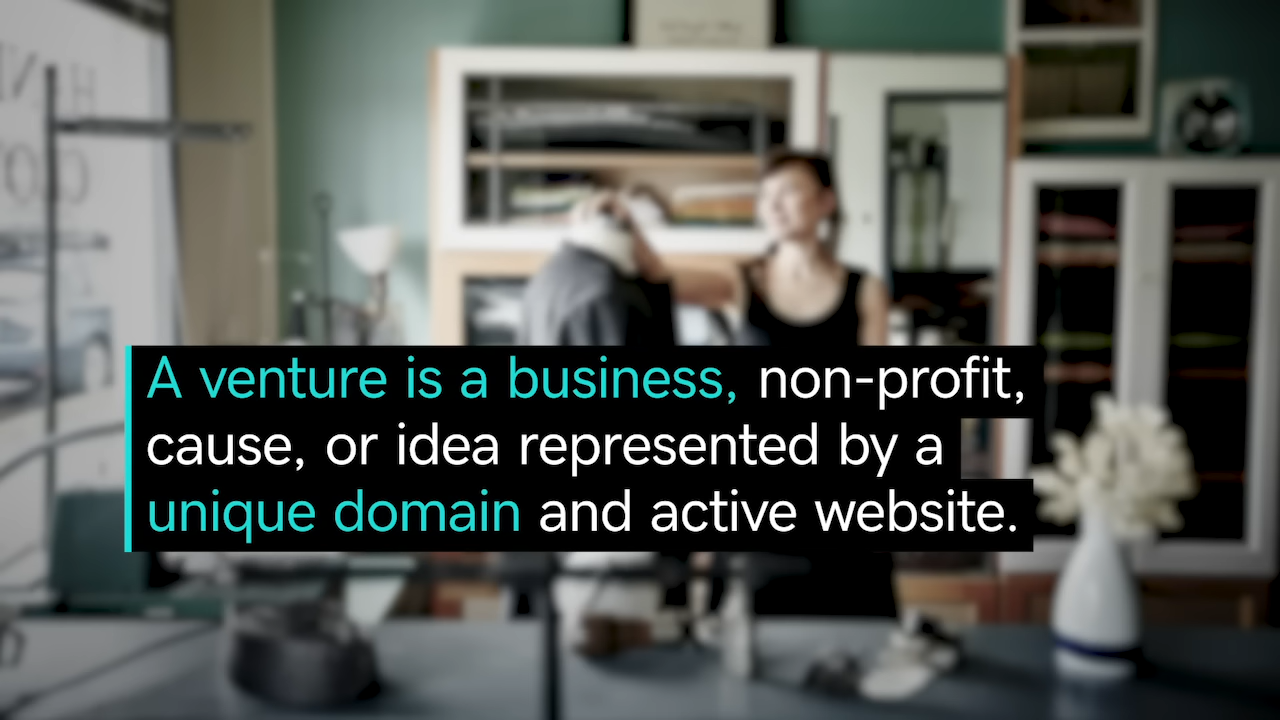 A venture is a business, non-profit,
cause, or idea represented by a
unique domain and active website.